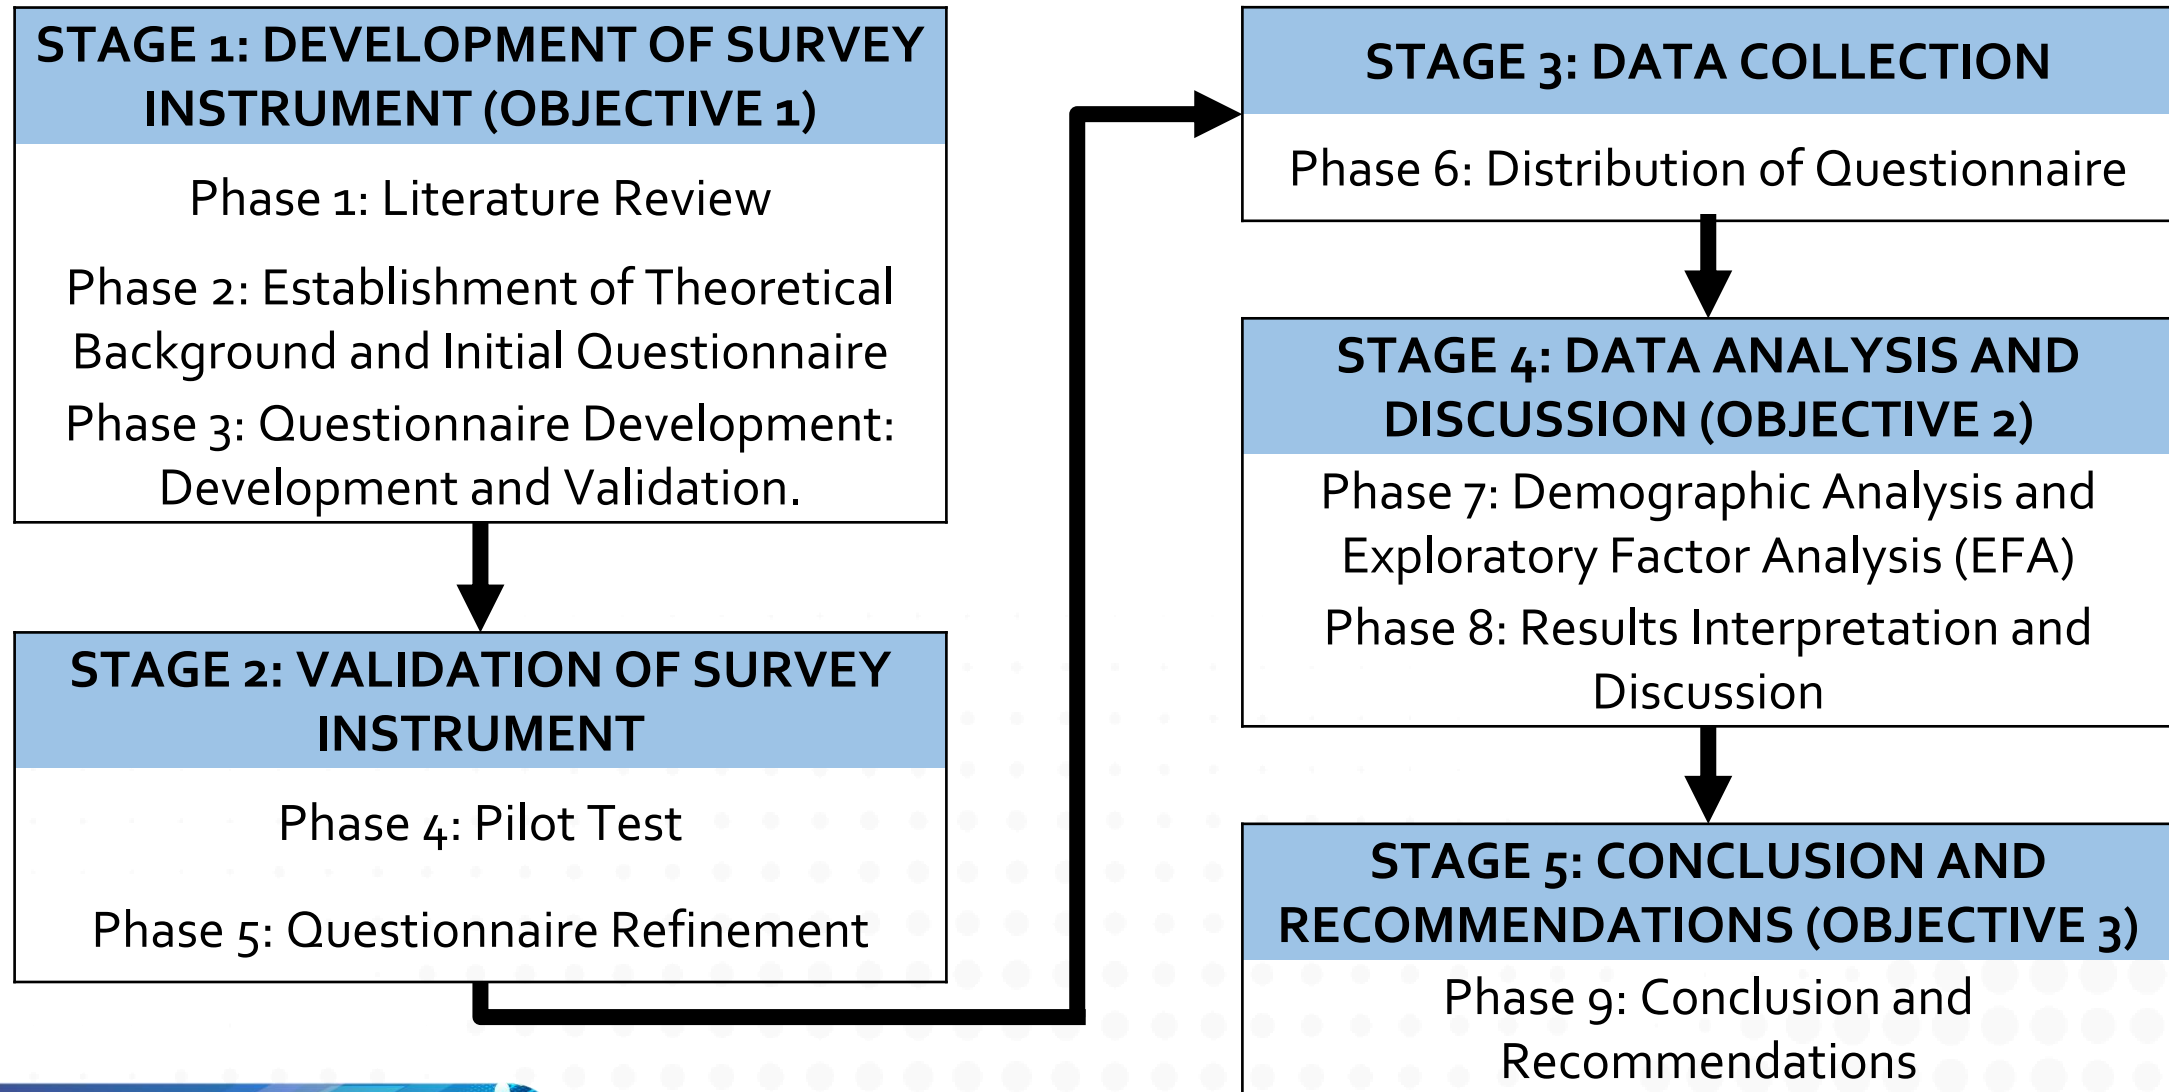 STAGE 1: DEVELOPMENT OF SURVEY
INSTRUMENT (OBJECTIVE 1)
Phase 1: Literature Review
Phase 2: Establishment of Theoretical
Background and Initial Questionnaire
Phase 3: Questionnaire Development:
Development and Validation.
STAGE 2: VALIDATION OF SURVEY
INSTRUMENT
Phase 4: Pilot Test
Phase 5: Questionnaire Refinement
STAGE 3: DATA COLLECTION
Phase 6: Distribution of Questionnaire
STAGE 4: DATA ANALYSIS AND
DISCUSSION (OBJECTIVE 2)
Phase 7: Demographic Analysis and
Exploratory Factor Analysis (EFA)
Phase 8: Results Interpretation and
Discussion
STAGE 5: CONCLUSION AND
RECOMMENDATIONS (OBJECTIVE 3)
Phase 9: Conclusion and
Recommendations